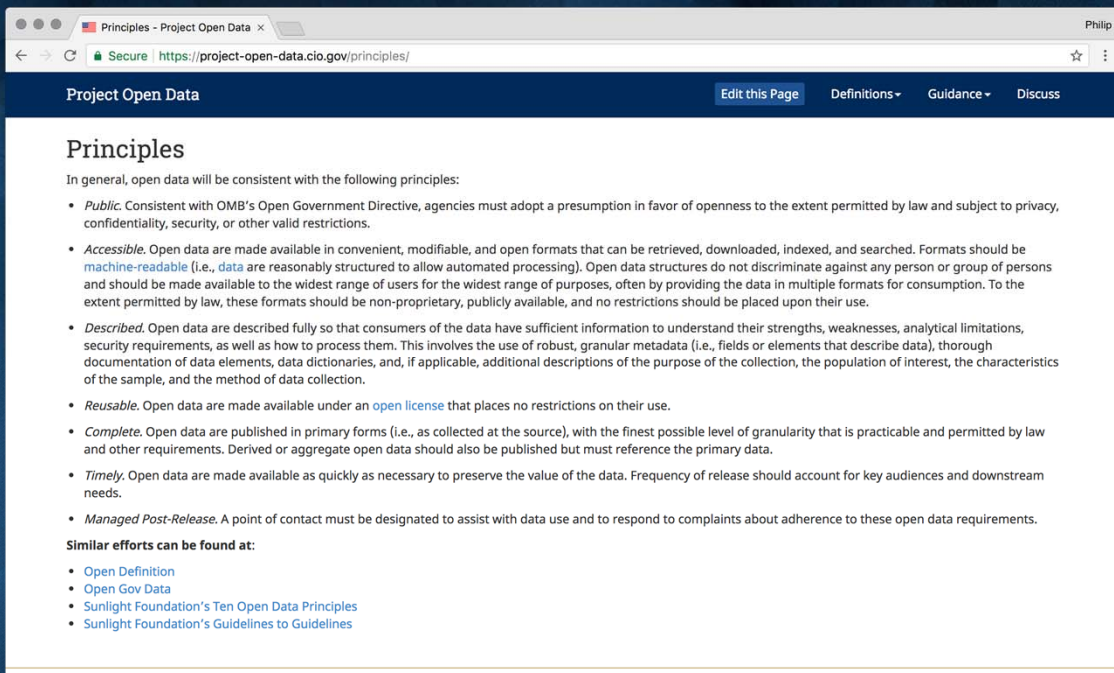 Principles - Project Open Data ×
Philip
Secure https://project-open-data.cio.gov/principles/
Project Open Data
Edit this Page Definitions Guidance Discuss
Principles
In general, open data will be consistent with the following principles:
• Public. Consistent with OMB's Open Government Directive, agencies must adopt a presumption in favor of openness to the extent permitted by law and subject to privacy,
confidentiality, security, or other valid restrictions.
• Accessible. Open data are made available in convenient, modifiable, and open formats that can be retrieved, downloaded, indexed, and searched. Formats should be
machine-readable (i.e., data are reasonably structured to allow automated processing). Open data structures do not discriminate against any person or group of persons
and should be made available to the widest range of users for the widest range of purposes, often by providing the data in multiple formats for consumption. To the
extent permitted by law, these formats should be non-proprietary, publicly available, and no restrictions should be placed upon their use.
• Described. Open data are described fully so that consumers of the data have sufficient information to understand their strengths, weaknesses, analytical limitations,
security requirements, as well as how to process them. This involves the use of robust, granular metadata (i.e., fields or elements that describe data), thorough
documentation of data elements, data dictionaries, and, if applicable, additional descriptions of the purpose of the collection, the population of interest, the characteristics
of the sample, and the method of data collection.
• Reusable. Open data are made available under an open license that places no restrictions on their use.
• Complete. Open data are published in primary forms (i.e., as collected at the source), with the finest possible level of granularity that is practicable and permitted by law
and other requirements. Derived or aggregate open data should also be published but must reference the primary data.
• Timely. Open data are made available as quickly as necessary to preserve the value of the data. Frequency of release should account for key audiences and downstream
needs.
• Managed Post-Release. A point of contact must be designated to assist with data use and to respond to complaints about adherence to these open data requirements.
Similar efforts can be found at:
• Open Definition
• Open Gov Data
• Sunlight Foundation's Ten Open Data Principles
• Sunlight Foundation's Guidelines to Guidelines